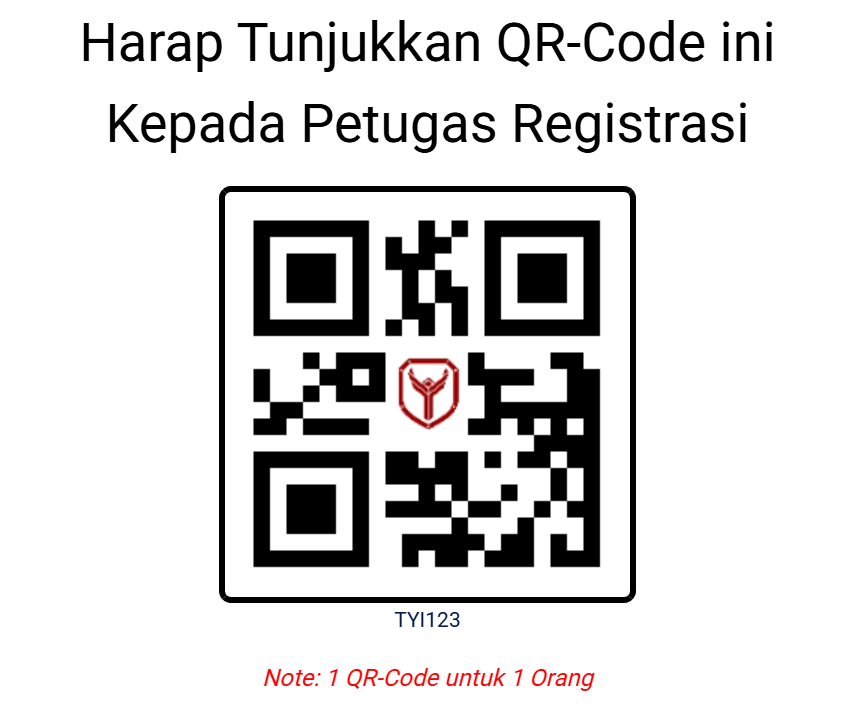 Harap Tunjukkan QR-Code ini
Kepada Petugas Registrasi
TYI123
Note: 1 QR-Code untuk 1 Orang